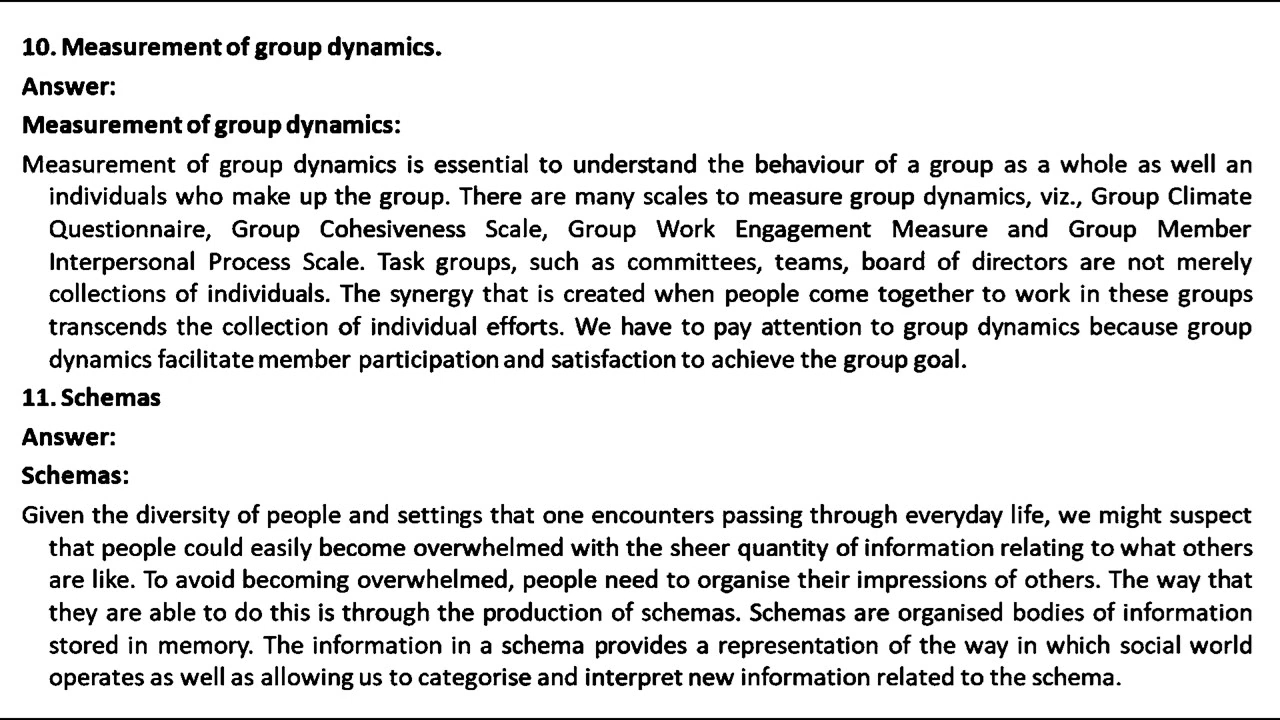 10. Measurement of group dynamics.
Answer:
Measurement of group dynamics:
Measurement of group dynamics is essential to understand the behaviour of a group as a whole as well an
individuals who make up the group. There are many scales to measure group dynamics, viz., Group Climate
Questionnaire, Group Cohesiveness Scale, Group Work Engagement Measure and Group Member
Interpersonal Process Scale. Task groups, such as committees, teams, board of directors are not merely
collections of individuals. The synergy that is created when people come together to work in these groups
transcends the collection of individual efforts. We have to pay attention to group dynamics because group
dynamics facilitate member participation and satisfaction to achieve the group goal.
11. Schemas
Answer:
Schemas:
Given the diversity of people and settings that one encounters passing through everyday life, we might suspect
that people could easily become overwhelmed with the sheer quantity of information relating to what others
are like. To avoid becoming overwhelmed, people need to organise their impressions of others. The way that
they are able to do this is through the production of schemas. Schemas are organised bodies of information
stored in memory. The information in a schema provides a representation of the way in which social world
operates as well as allowing us to categorise and interpret new information related to the schema.